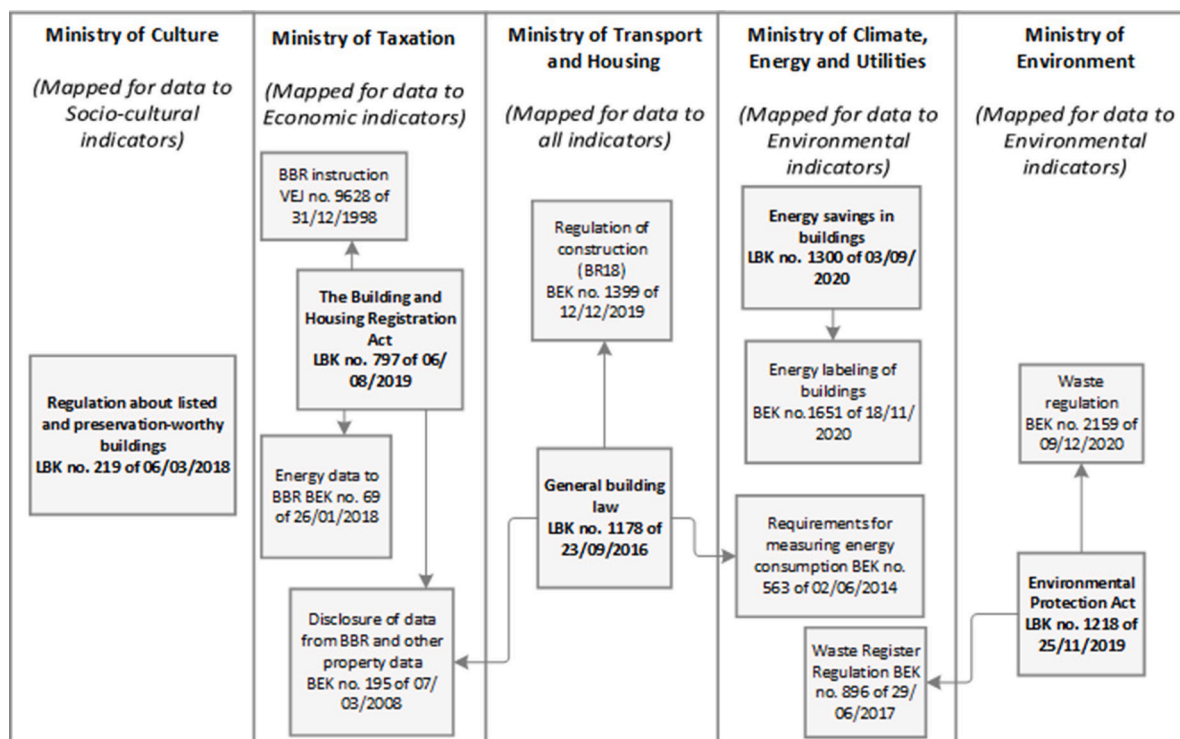 Ministry of Culture
(Mapped for data to
Socio-cultural
indicators)
Regulation about listed
and preservation-worthy
buildings
LBK no. 219 of 06/03/2018
Ministry of Taxation
(Mapped for data to
Economic indicators)
BBR instruction
VEJ no. 9628 of
31/12/1998
The Building and
Housing Registration
Act
LBK no. 797 of 06/
08/2019
Energy data to
BBR BEK no. 69
of 26/01/2018
Disclosure of data
from BBR and other
property data
BEK no. 195 of 07/
03/2008
Ministry of Transport
and Housing
(Mapped for data to
all indicators)
Regulation of
construction
(BR18)
BEK no. 1399 of
12/12/2019
General building
law
LBK no. 1178 of
23/09/2016
Ministry of Climate,
Energy and Utilities
(Mapped for data to
Environmental
indicators)
Energy savings in
buildings
LBK no. 1300 of 03/09/
2020
Energy labeling of
buildings
BEK no.1651 of 18/11/
2020
Requirements for
measuring energy
consumption BEK no.
563 of 02/06/2014
Waste Register
Regulation BEK
no. 896 of 29/
06/2017
Ministry of
Environment
(Mapped for data to
Environmental
indicators)
Waste
regulation
BEK no. 2159 of
09/12/2020
Environmental
Protection Act
LBK no. 1218 of
25/11/2019